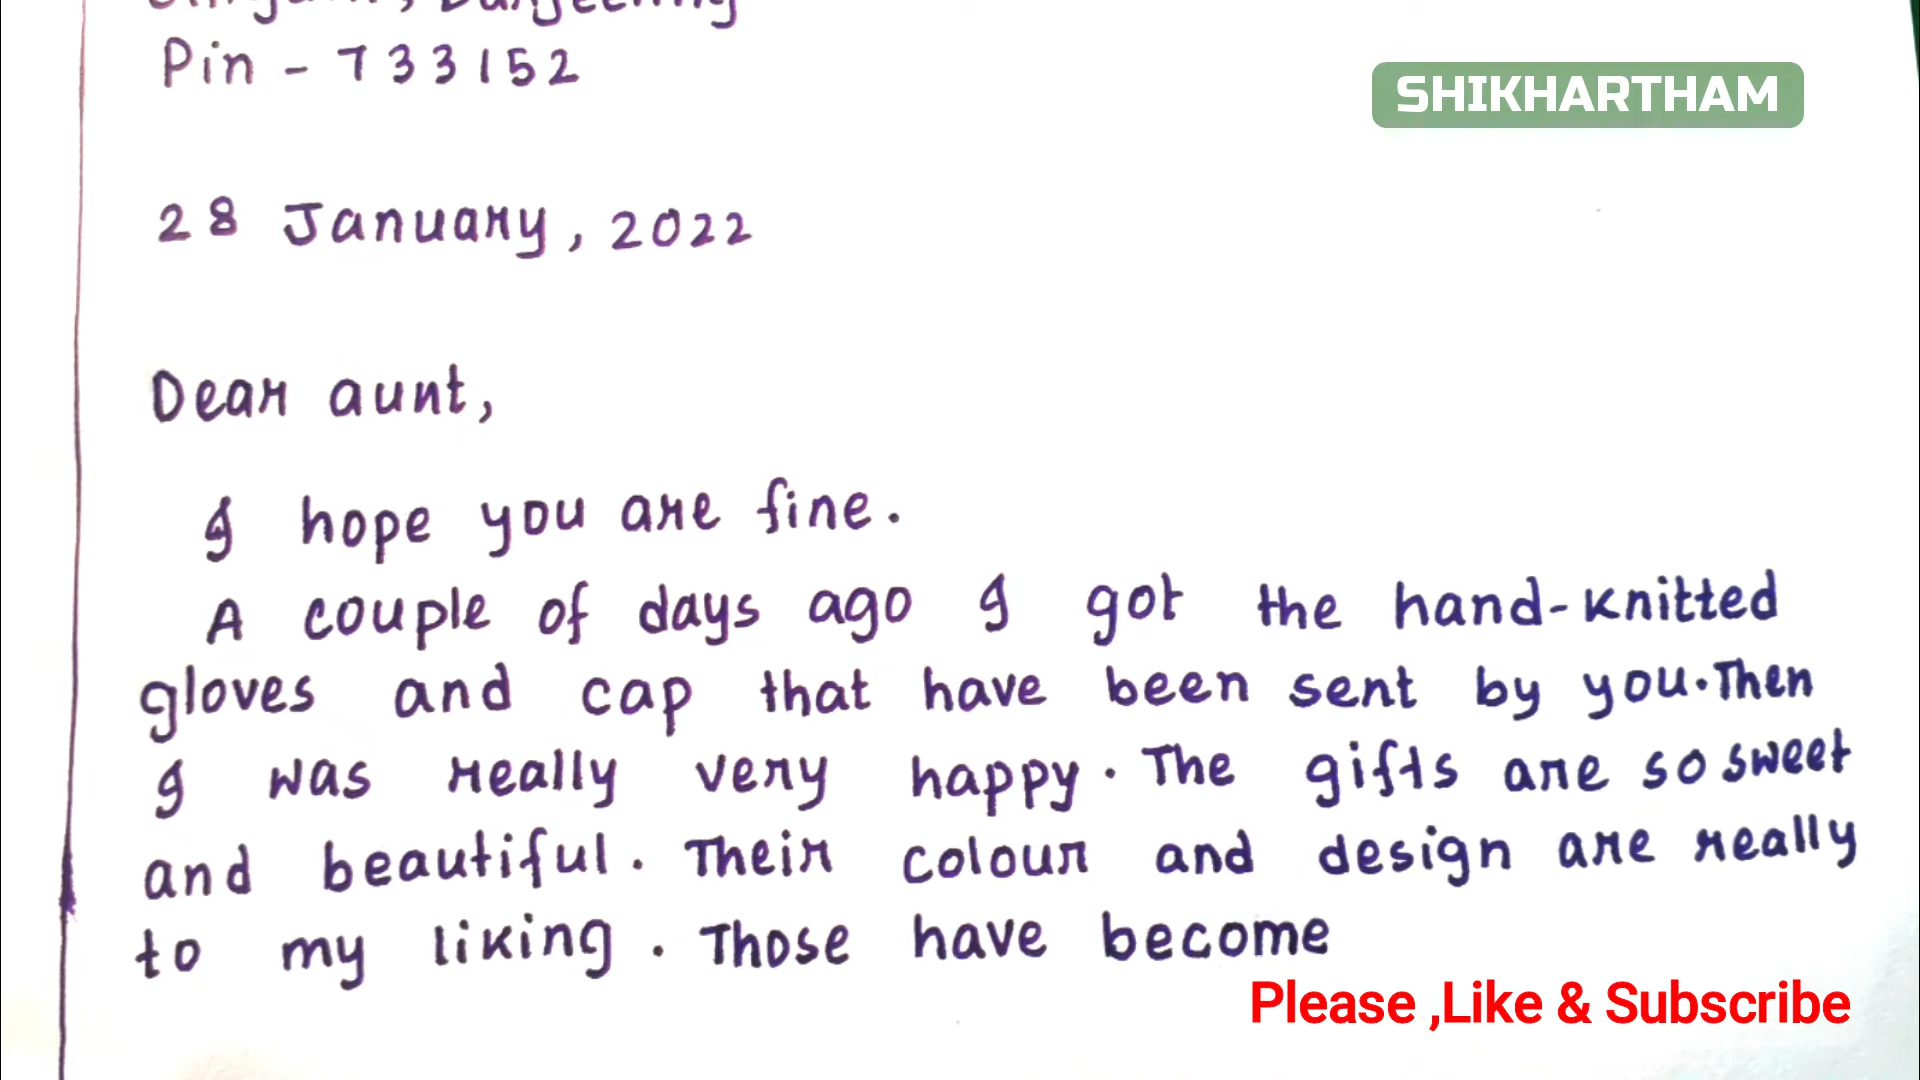 Pin - 733152
SHIKHARTHAM
28 January, 2022
Dear aunt,
I hope you are fine.
A couple of days ago I got the hand-knitted
gloves and cap that have been sent by you. Then
I was really very happy. The gifts are so sweet
and beautiful. Their colour and design are really
to my liking. Those have become
Please ,Like & Subscribe